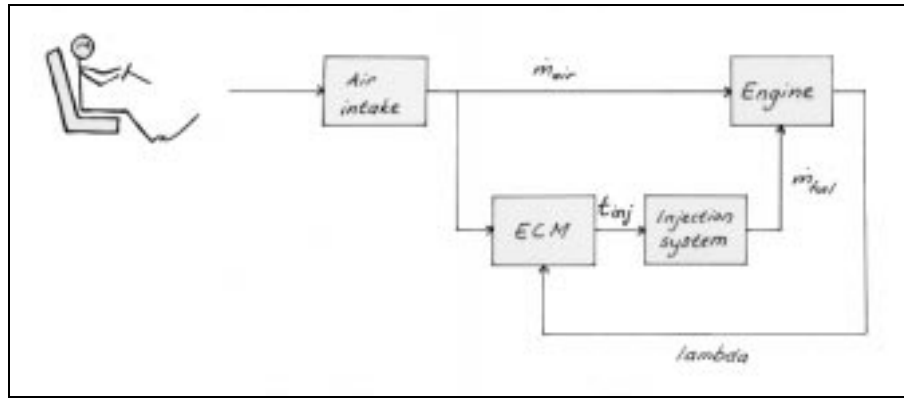 Air
intake
ṁair
Engine
ṁfuel
ECM
tinj
Injection
system
lambda